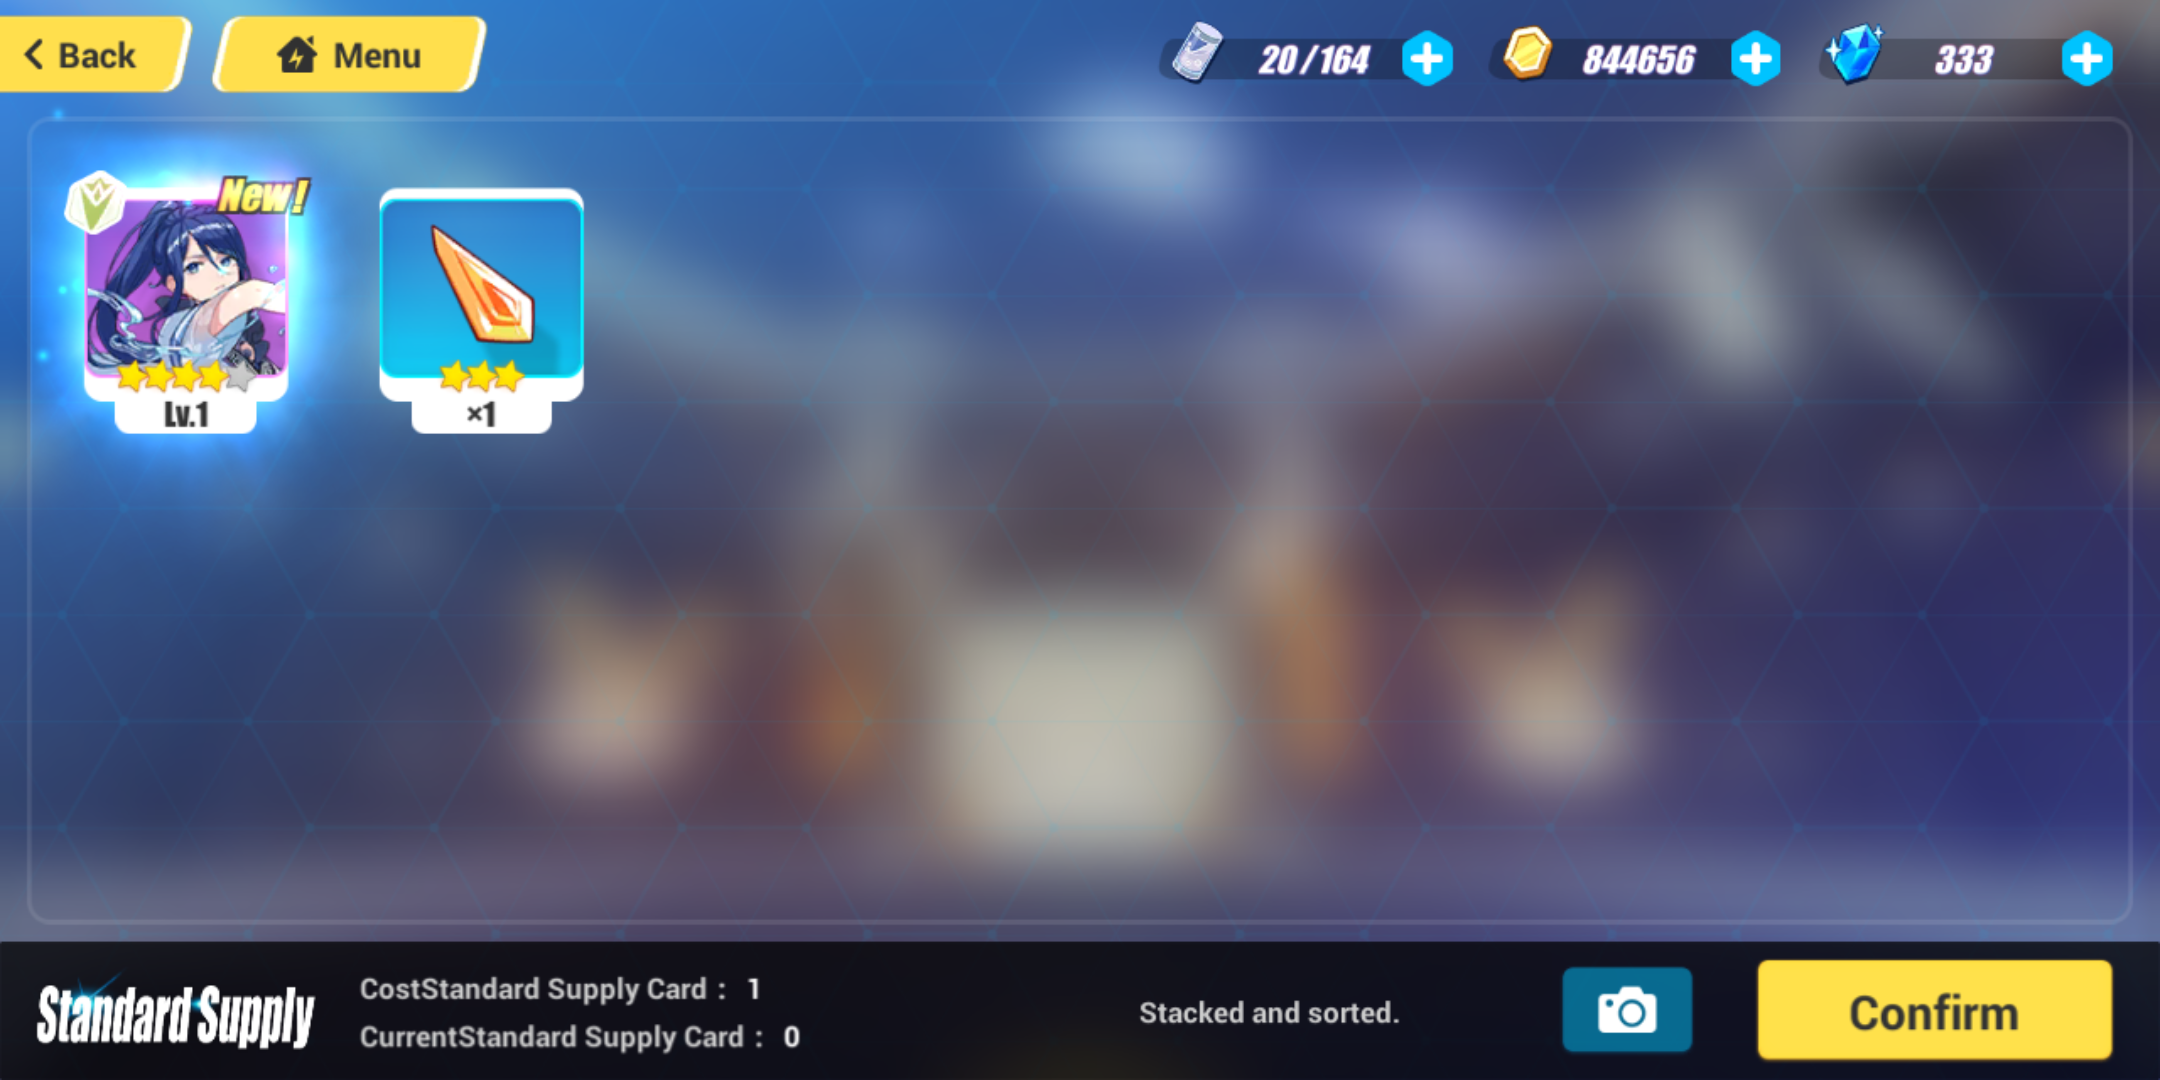 Back
Menu
20/164
844656
333
New!
Lv.1
×1
Standard Supply
CostStandard Supply Card : 1
CurrentStandard Supply Card : 0
Stacked and sorted.
Confirm